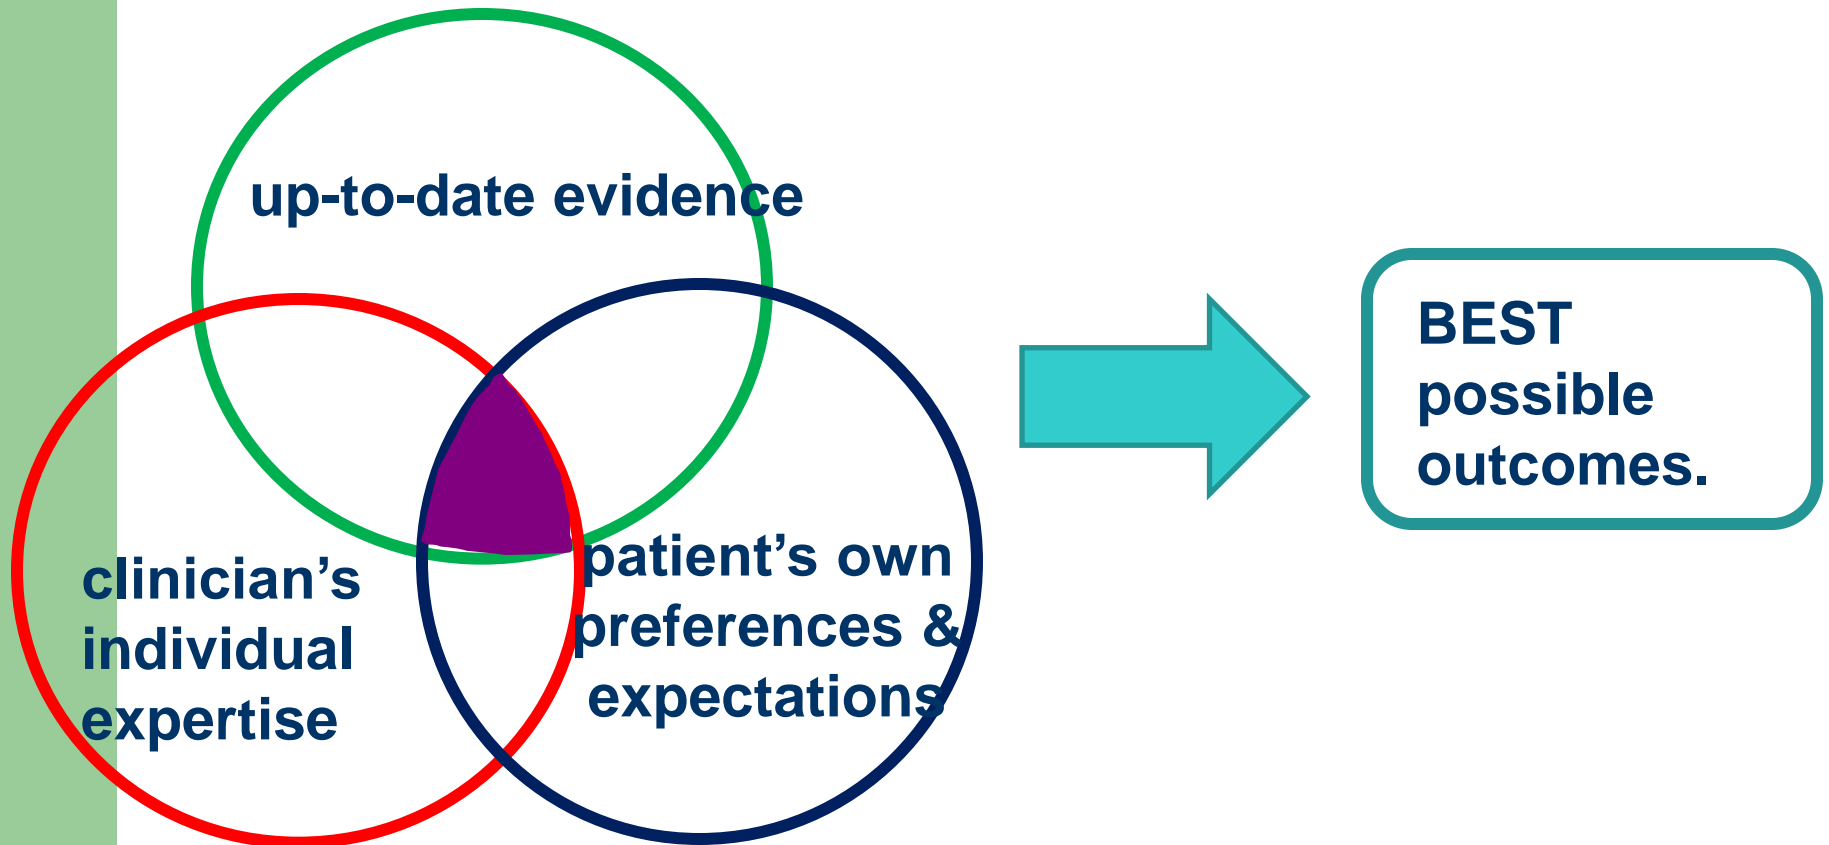 up-to-date evidence
clinician’s
individual
expertise
patient’s own
preferences &
expectations
BEST
possible
outcomes.